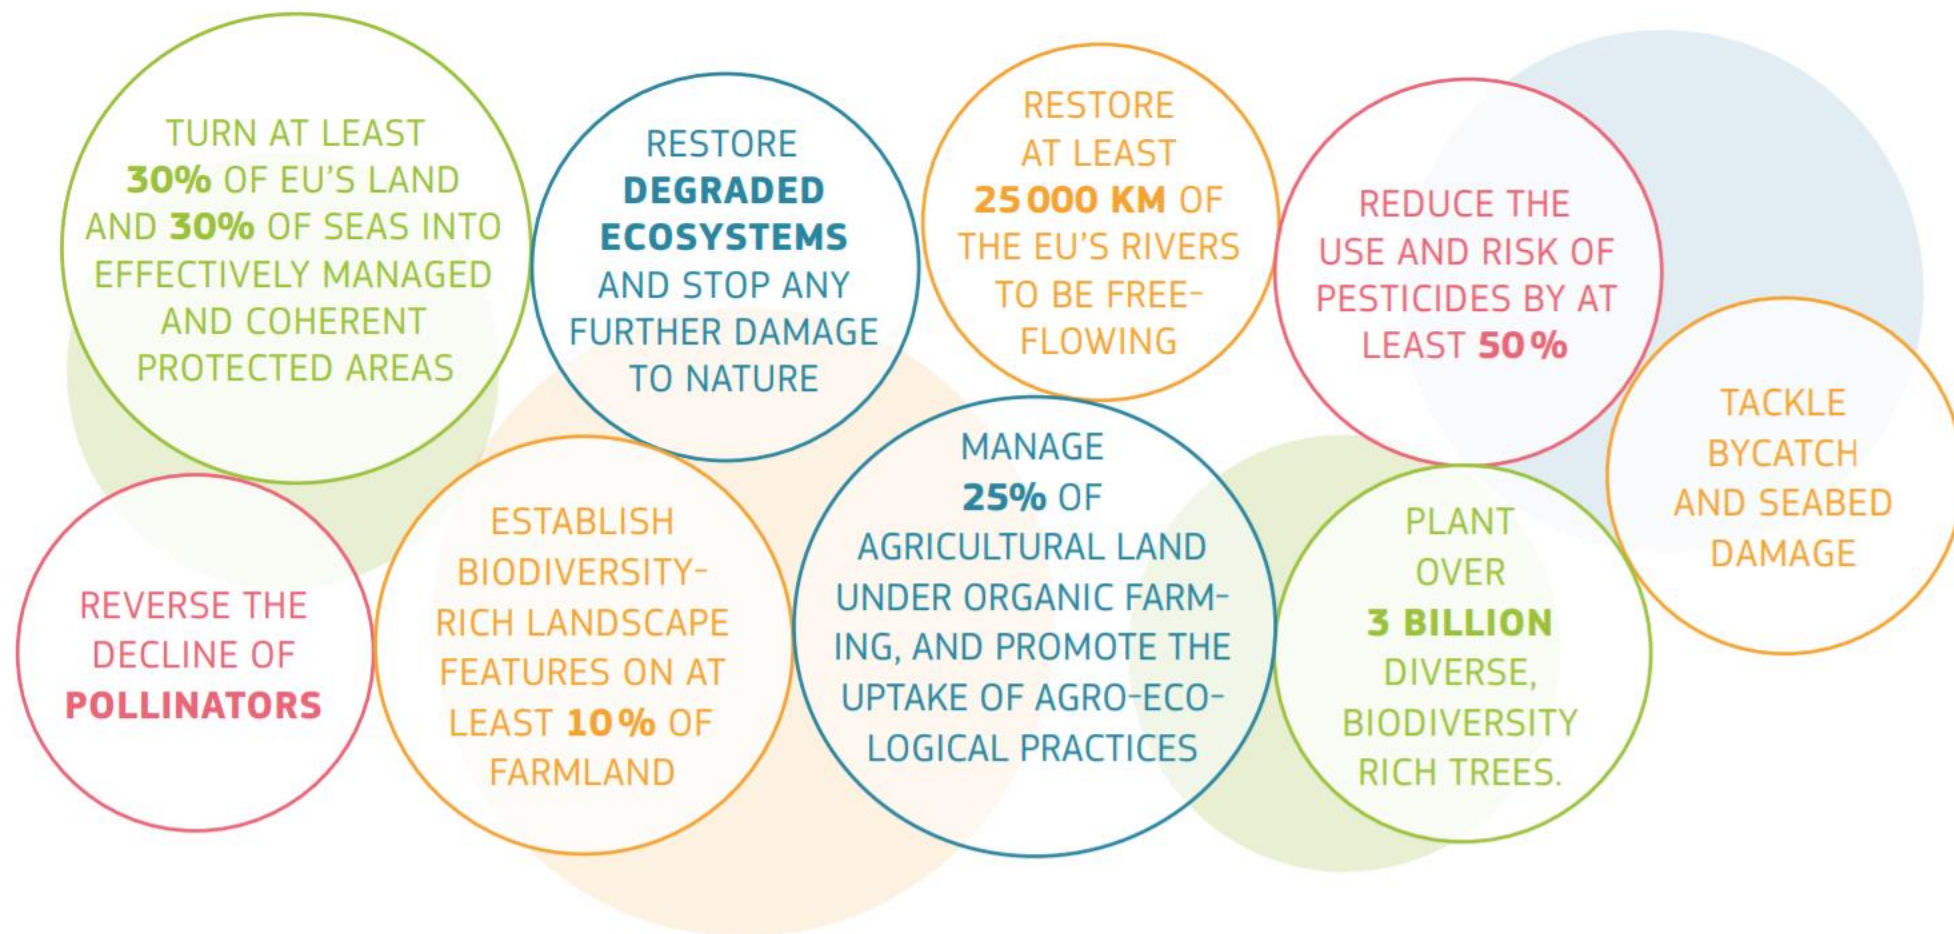 TURN AT LEAST
30% OF EU'S LAND
AND 30% OF SEAS INTO
EFFECTIVELY MANAGED
AND COHERENT
PROTECTED AREAS
RESTORE
DEGRADED
ECOSYSTEMS
AND STOP ANY
FURTHER DAMAGE
TO NATURE
RESTORE
AT LEAST
25 000 KM OF
THE EU'S RIVERS
TO BE FREE-
FLOWING
REDUCE THE
USE AND RISK OF
PESTICIDES BY AT
LEAST 50 %
TACKLE
BYCATCH
AND SEABED
DAMAGE
REVERSE THE
DECLINE OF
POLLINATORS
ESTABLISH
BIODIVERSITY-
RICH LANDSCAPE
FEATURES ON AT
LEAST 10 % OF
FARMLAND
MANAGE
25% OF
AGRICULTURAL LAND
UNDER ORGANIC FARM-
ING, AND PROMOTE THE
UPTAKE OF AGRO-ECO-
LOGICAL PRACTICES
PLANT
OVER
3 BILLION
DIVERSE,
BIODIVERSITY
RICH TREES.